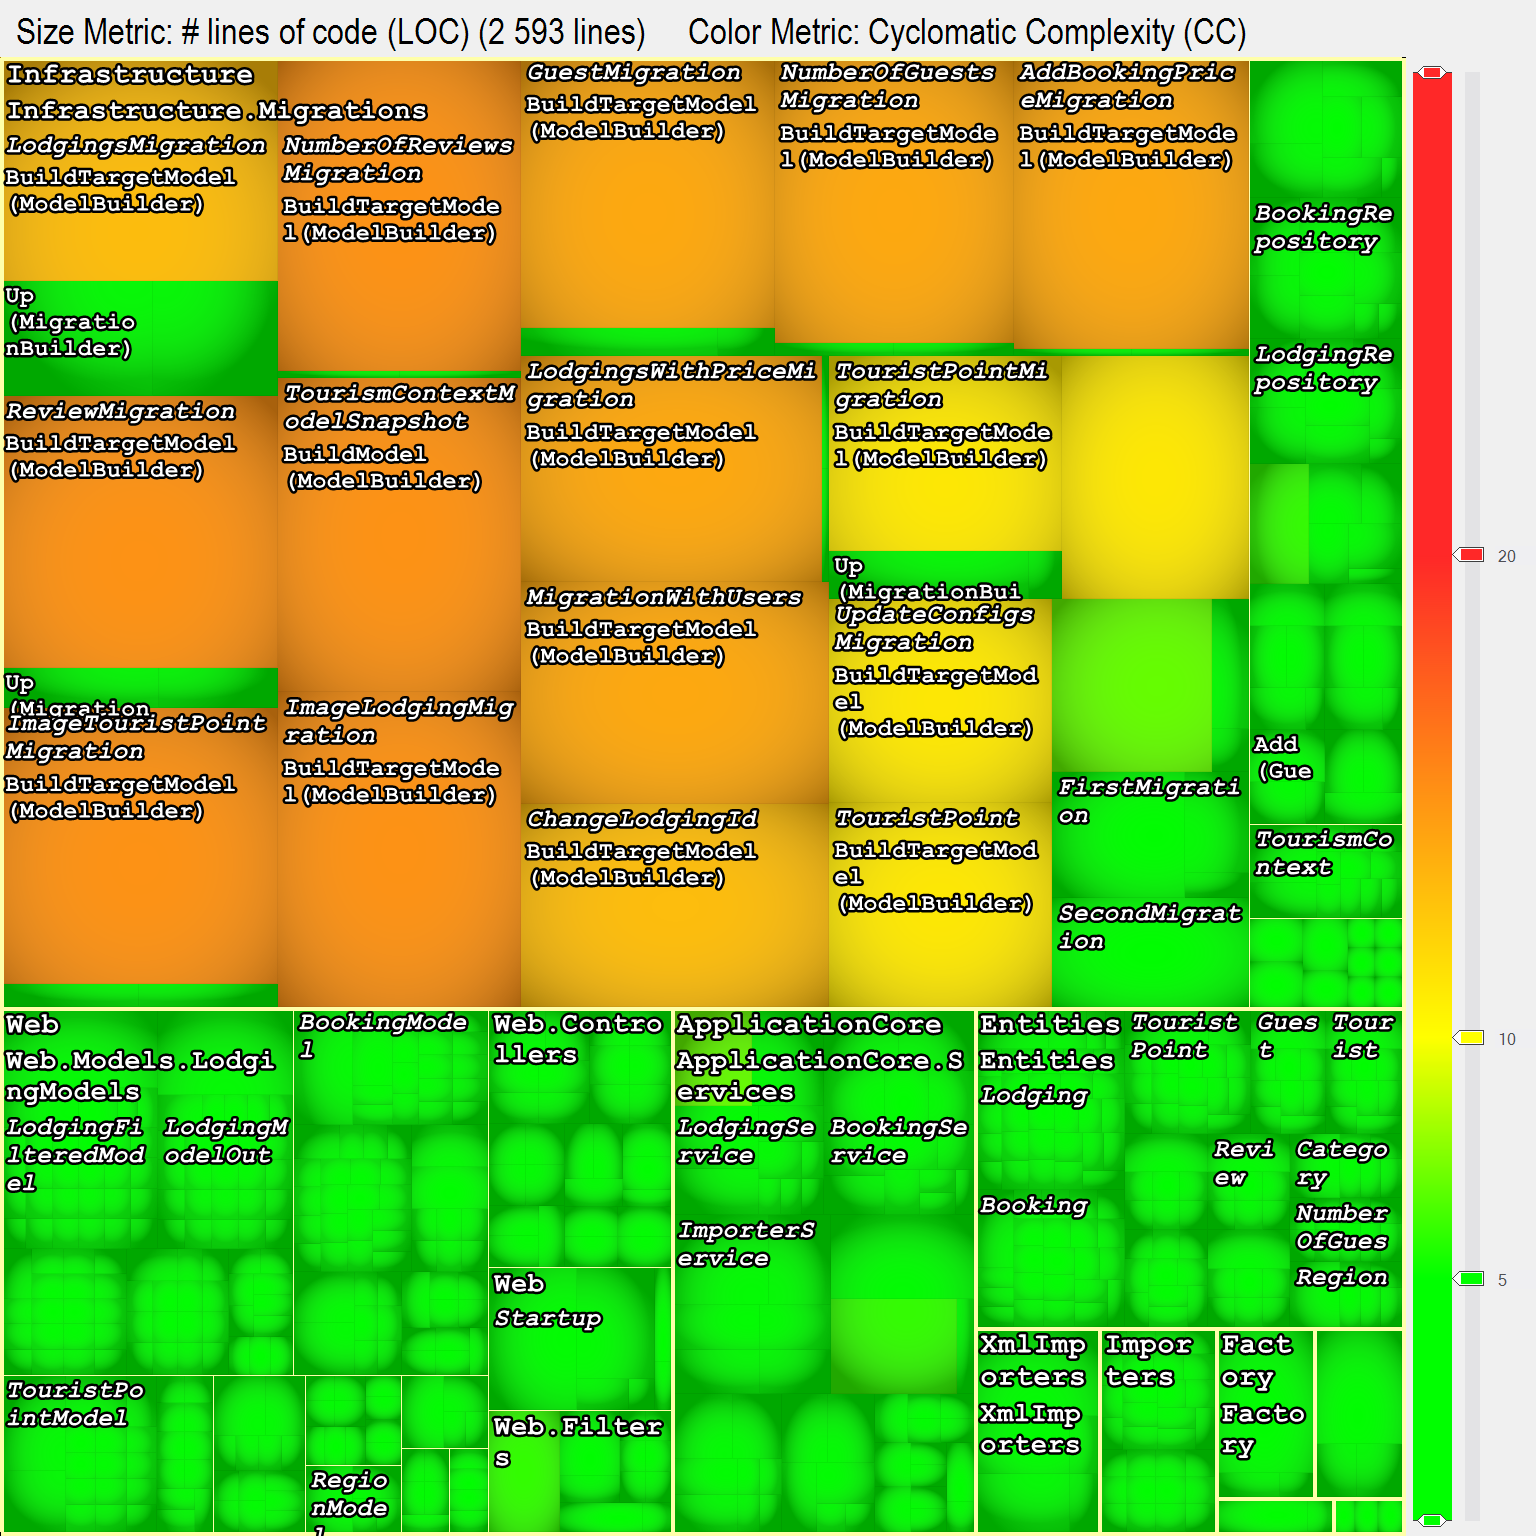 Size Metric: # lines of code (LOC) (2 593 lines)     Color Metric: Cyclomatic Complexity (CC)
Infrastructure
Infrastructure.Migrations
LodgingsMigration
BuildTargetModel
(ModelBuilder)
Up
(Migratio
nBuilder)
NumberOfReviews
Migration
BuildTargetMode
l(ModelBuilder)
GuestMigration
BuildTargetModel
(ModelBuilder)
NumberOfGuests
Migration
BuildTargetMode
l(ModelBuilder)
AddBookingPric
eMigration
BuildTargetMode
l(ModelBuilder)
BookingRe
pository
LodgingRe
pository
ReviewMigration
BuildTargetModel
(ModelBuilder)
Up
(Migration
TourismContextM
odelSnapshot
BuildModel
(ModelBuilder)
LodgingsWithPriceMi
gration
BuildTargetModel
(ModelBuilder)
TouristPointMi
gration
BuildTargetMode
l(ModelBuilder)
Up
(MigrationBui
MigrationWithUsers
BuildTargetModel
(ModelBuilder)
UpdateConfigs
Migration
BuildTargetMod
el
(ModelBuilder)
ImageTouristPoint
Migration
BuildTargetModel
(ModelBuilder)
ImageLodgingMig
ration
BuildTargetMode
l(ModelBuilder)
ChangeLodgingId
BuildTargetModel
(ModelBuilder)
TouristPoint
BuildTargetMod
el
(ModelBuilder)
FirstMigrati
on
SecondMigrat
ion
Add
(Gue
TourismCo
ntext
20
10
5
Web
Web.Models.Lodgi
ngModels
LodgingFi
lteredMod
el
LodgingM
odelOut
BookingMode
l
TouristPo
intModel
Regio
nMode
l
Web.Contro
llers
Web
Startup
Web.Filter
s
ApplicationCore
ApplicationCore.S
ervices
LodgingSe
rvice
BookingSe
rvice
ImporterS
ervice
Entities
Entities
Lodging
Booking
Tourist
Point
Gues
t
Tour
ist
Revi
ew
Catego
ry
Number
OfGues
Region
XmlImp
orters
XmlImp
orters
Impor
ters
Fact
ory
Facto
ry